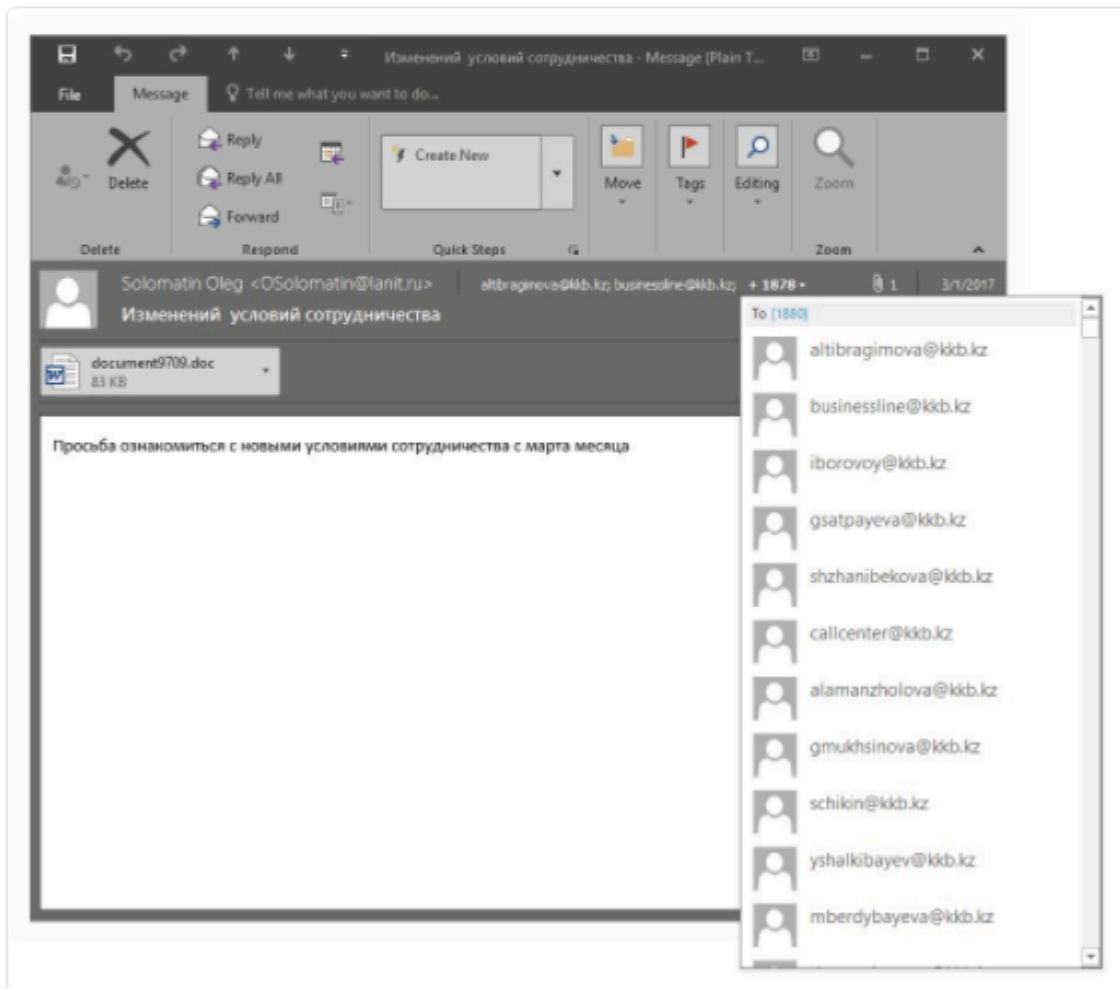 Изменений условий сотрудничества - Message (Plain T...
File Message Tell me what you want to do...
Delete
Reply
Reply All
Forward
Create New
Move
Tags
Editing
Zoom
Delete Respond Quick Steps Zoom
Solomatin Oleg <OSolomatin@lanit.ru> altibragimova@kkb.kz; businessline@kkb.kz; + 1878 1 3/1/2017
Изменений условий сотрудничества
document9709.doc
83 KB
Просьба ознакомиться с новыми условиями сотрудничества с марта месяца
To [1880]
altibragimova@kkb.kz
businessline@kkb.kz
iborovoy@kkb.kz
gsatpayeva@kkb.kz
shzhanibekova@kkb.kz
callcenter@kkb.kz
alamanzholova@kkb.kz
gmukhsinova@kkb.kz
schikin@kkb.kz
yshalkibayev@kkb.kz
mberdybayeva@kkb.kz